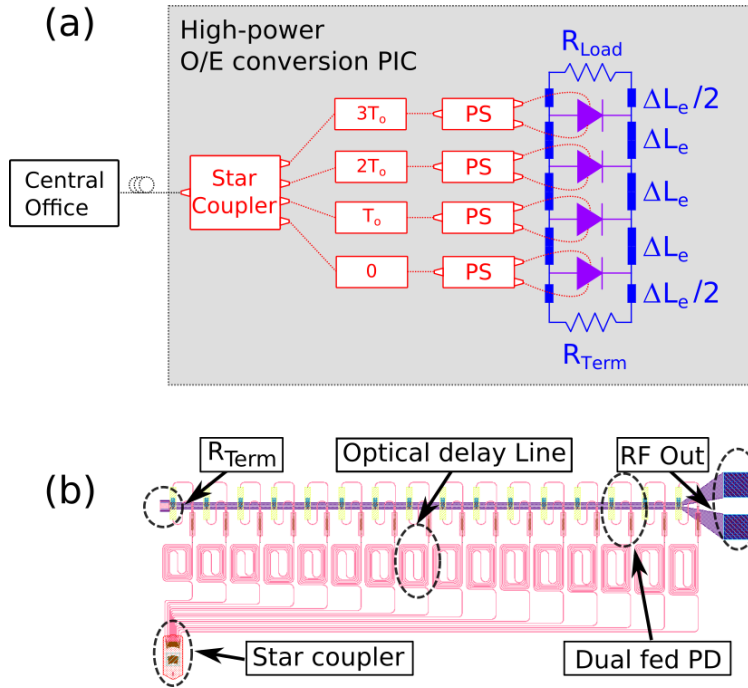 (a)
High-power
O/E conversion PIC
R_Load
ΔL_e/2
3T_o
PS
ΔL_e
Central
Office
Star
Coupler
2T_o
PS
ΔL_e
T_o
PS
ΔL_e
0
PS
ΔL_e/2
R_Term
(b)
R_Term
Optical delay Line
RF Out
Star coupler
Dual fed PD